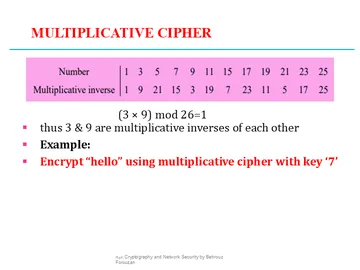 MULTIPLICATIVE CIPHER
Number 1 3 5 7 9 11 15 17 19 21 23 25
Multiplicative inverse 1 9 21 15 3 19 7 23 11 5 17 25
(3 × 9) mod 26=1
▪ thus 3 & 9 are multiplicative inverses of each other
▪ Example:
▪ Encrypt “hello” using multiplicative cipher with key ‘7’
Cryptography and Network Security by Behrouz
Forouzan